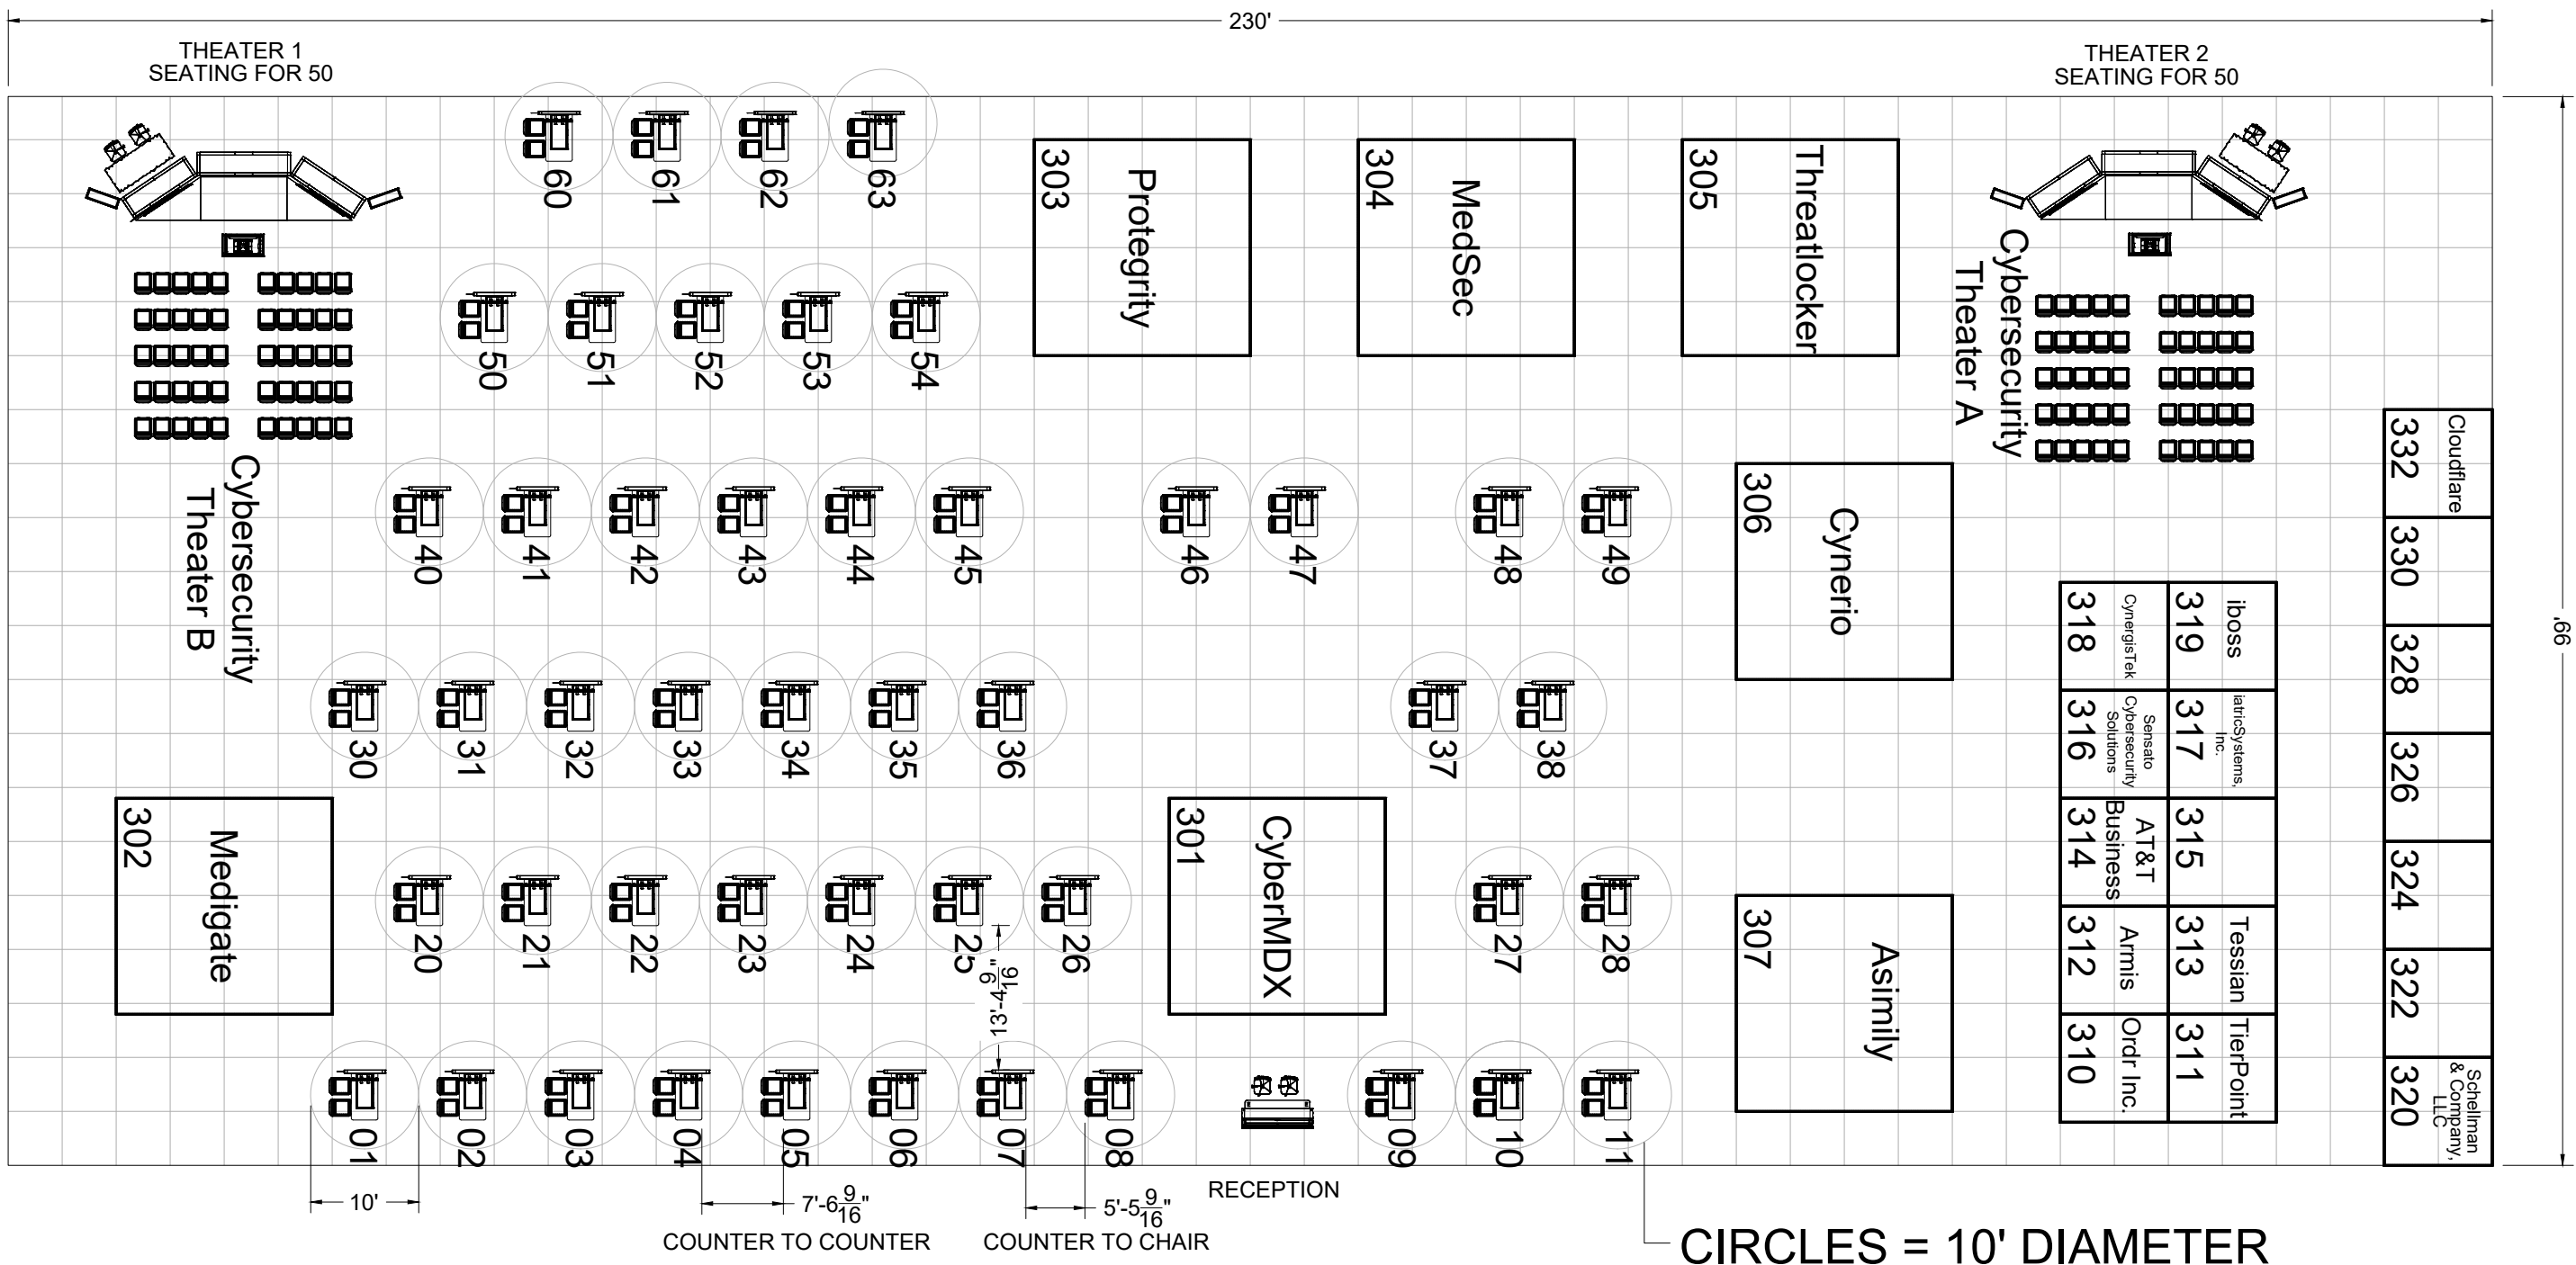 230'
THEATER 1
SEATING FOR 50
THEATER 2
SEATING FOR 50
99'
60
61
62
63
303
Protegrity
304
MedSec
305
Threatlocker
Cybersecurity
Theater A
50
51
52
53
54
Cybersecurity
Theater B
40
41
42
43
44
45
46
47
48
49
306
Cynerio
332
Cloudflare
330
328
326
324
322
320
Schellman
& Company,
LLC
318
CynergisTek
319
iboss
316
Sensato
Cybersecurity
Solutions
317
iatricSystems,
Inc.
314
AT&T
Business
315
312
Armis
313
Tessian
310
Ordr Inc.
311
TierPoint
30
31
32
33
34
35
36
37
38
302
Medigate
20
21
22
23
24
25
26
301
CyberMDX
27
28
307
Asimily
13'-4 9/16"
01
02
03
04
05
06
07
08
09
10
11
10'
7'-6 9/16"
COUNTER TO COUNTER
5'-5 9/16"
COUNTER TO CHAIR
RECEPTION
CIRCLES = 10' DIAMETER